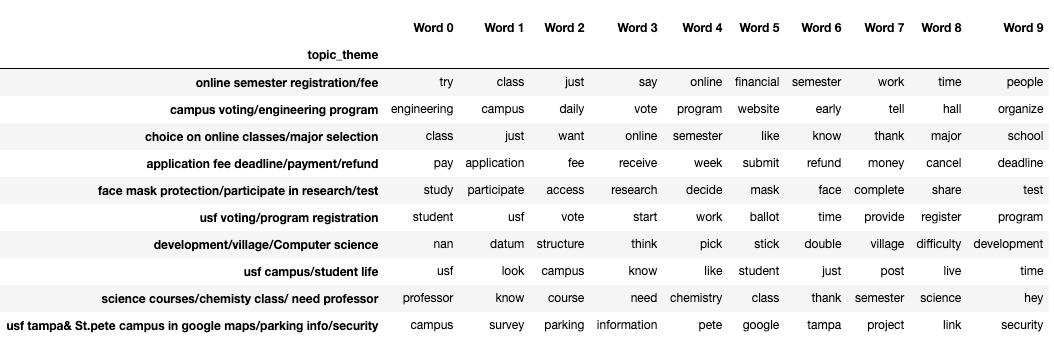 Word 0 Word 1 Word 2 Word 3 Word 4 Word 5 Word 6 Word 7 Word 8 Word 9
topic_theme
online semester registration/fee try class just say online financial semester work time people
campus voting/engineering program engineering campus daily vote program website early tell hall organize
choice on online classes/major selection class just want online semester like know thank major school
application fee deadline/payment/refund pay application fee receive week submit refund money cancel deadline
face mask protection/participate in research/test study participate access research decide mask face complete share test
usf voting/program registration student usf vote start work ballot time provide register program
development/village/Computer science nan datum structure think pick stick double village difficulty development
usf campus/student life usf look campus know like student just post live time
science courses/chemisty class/ need professor professor know course need chemistry class thank semester science hey
usf tampa& St.pete campus in google maps/parking info/security campus survey parking information pete google tampa project link security